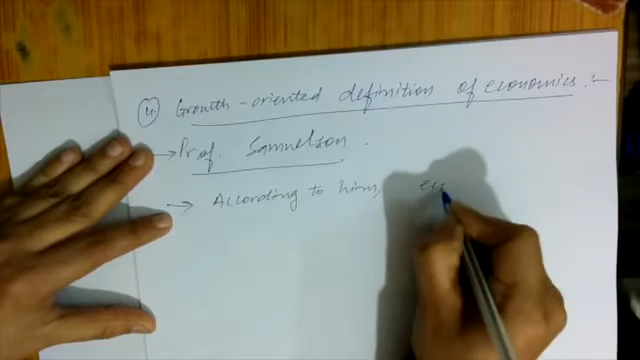 4. Growth-oriented definition of economics :-
→ Prof. Samuelson.
→ According to him,